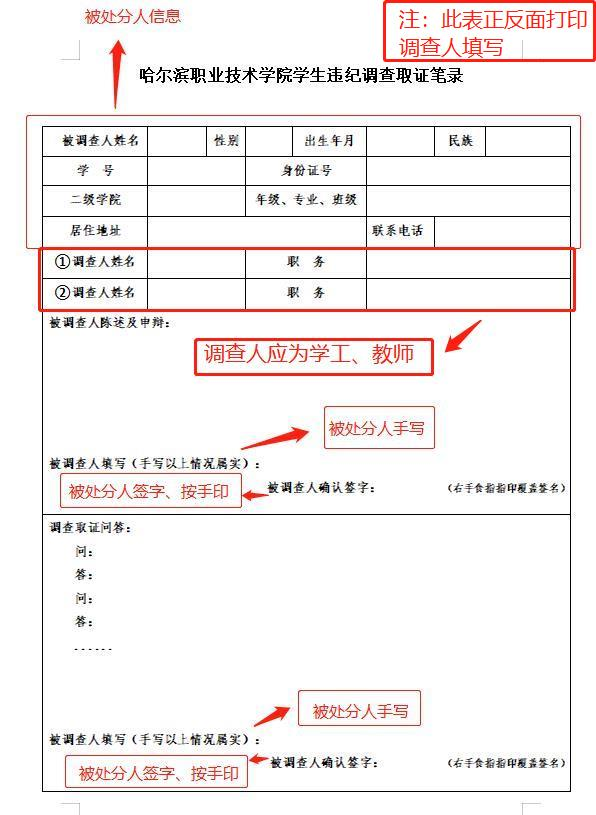 被处分人信息
注：此表正反面打印
调查人填写
哈尔滨职业技术学院学生违纪调查取证笔录
被调查人姓名 性别 出生年月 民族
学 号 身份证号
二级学院 年级、专业、班级
居住地址 联系电话
①调查人姓名 职 务
②调查人姓名 职 务
被调查人陈述及申辩：
调查人应为学工、教师
被处分人手写
被调查人填写（手写以上情况属实）：
被处分人签字、按手印 被调查人确认签字： （右手食指指印覆盖签名）
调查取证问答：
问：
答：
问：
答：
......
被处分人手写
被调查人填写（手写以上情况属实）：
被处分人签字、按手印 被调查人确认签字： （右手食指指印覆盖签名）